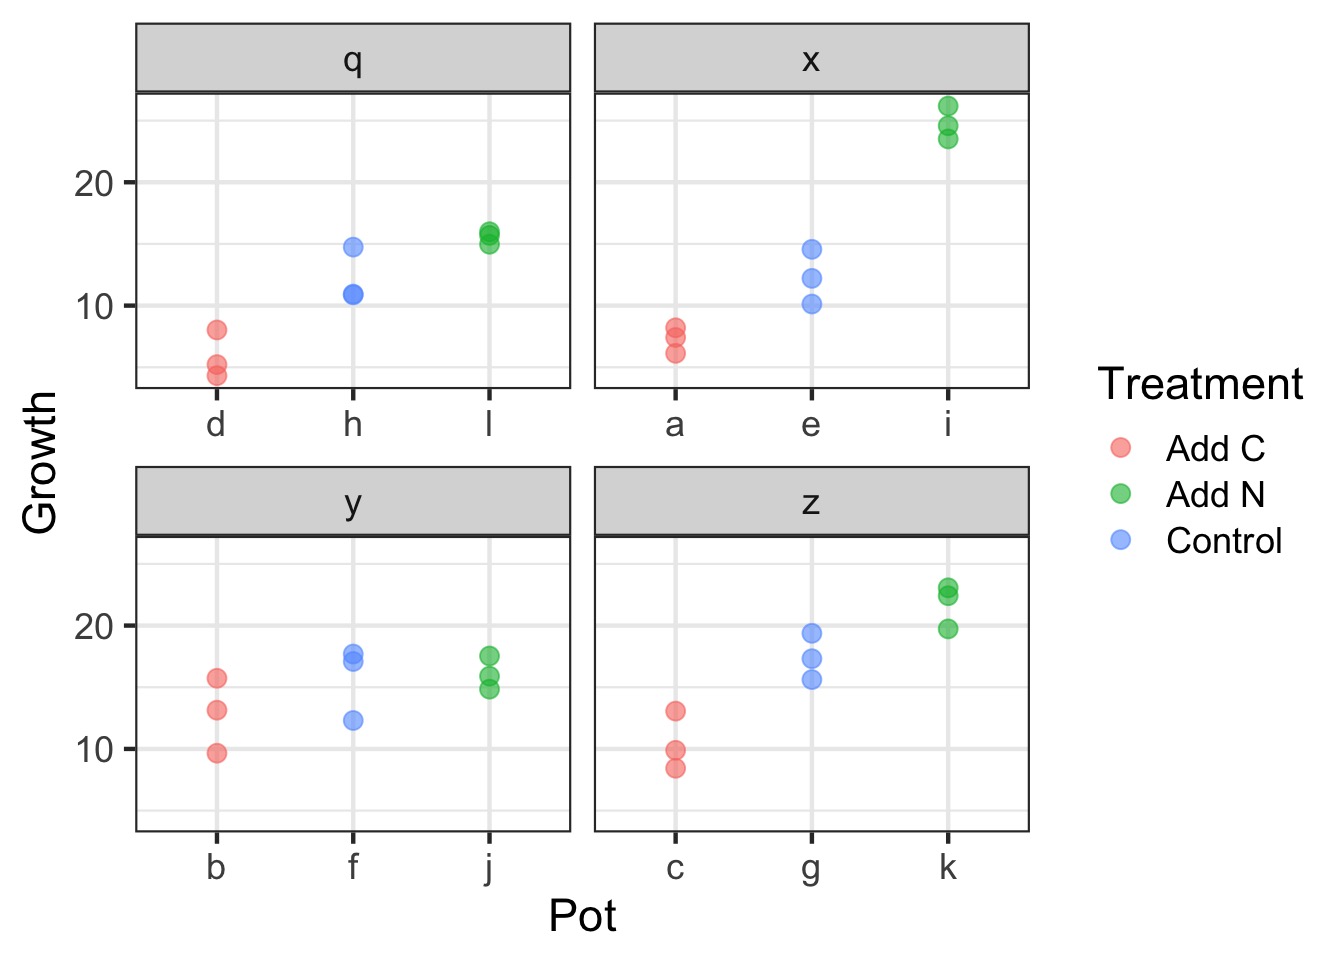 q x
20
10
d h l a e i
y z
20
10
b f j c g k
Growth
Pot
Treatment
Add C
Add N
Control